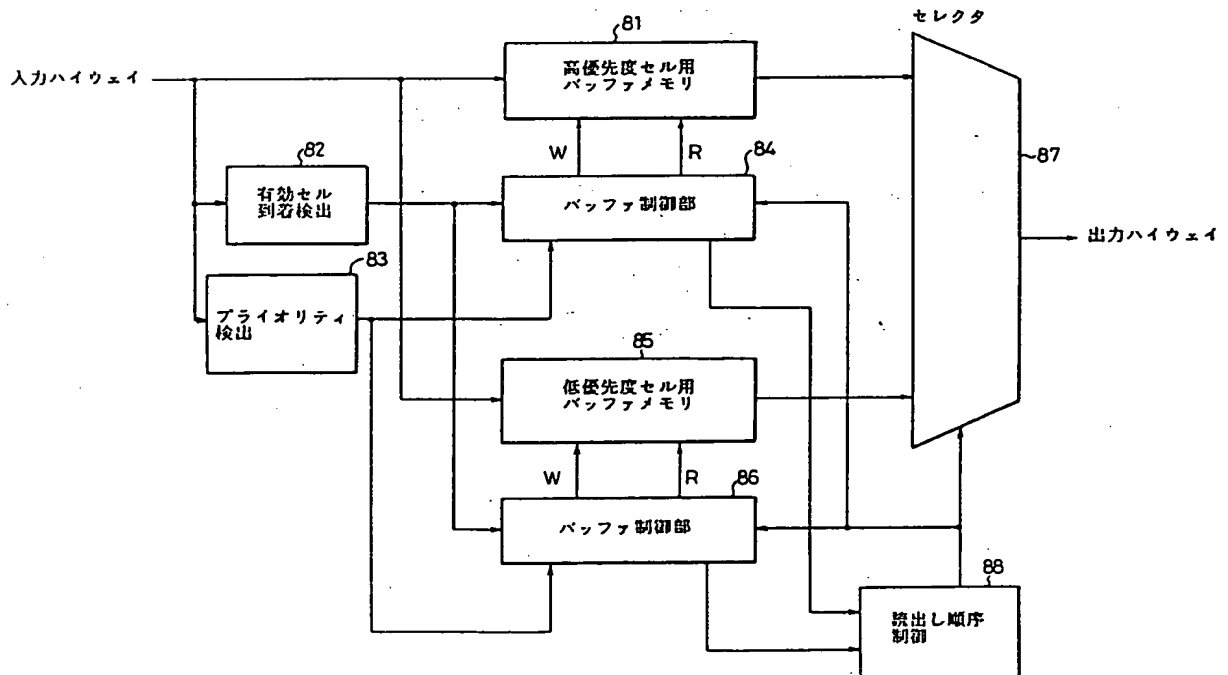 セレクタ
81
入力ハイウェイ
高優先度セル用
バッファメモリ
W
R
84
87
82
有効セル
到着検出
バッファ制御部
出力ハイウェイ
83
プライオリティ
検出
85
低優先度セル用
バッファメモリ
W
R
86
バッファ制御部
88
読出し順序
制御